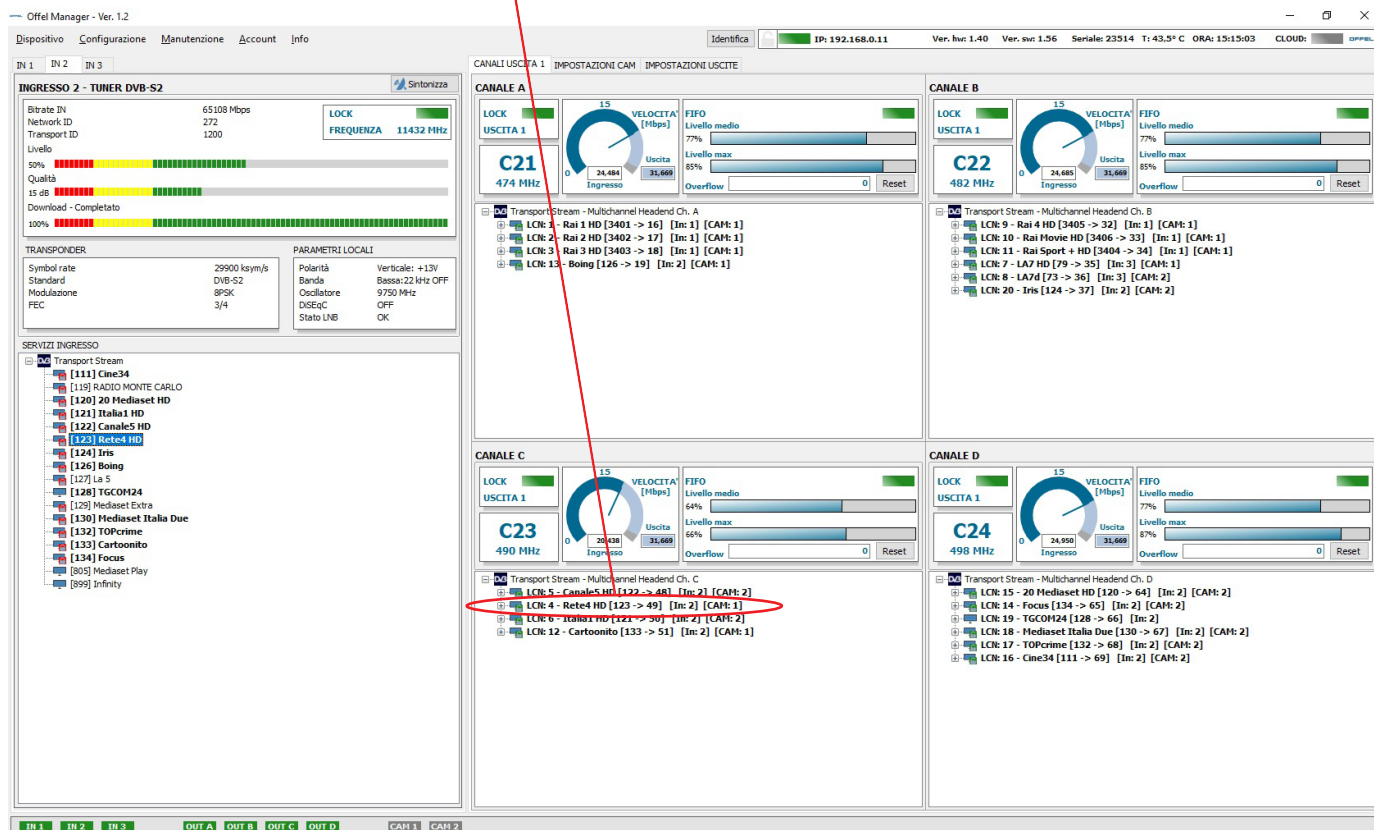 Offel Manager - Ver. 1.2
Dispositivo Configurazione Manutenzione Account Info
Identifica IP: 192.168.0.11 Ver. hw: 1.40 Ver. sw: 1.56 Seriale: 23514 T: 43,5° C ORA: 15:15:03 CLOUD: OFFEL
IN 1 IN 2 IN 3
INGRESSO 2 - TUNER DVB-S2 Sintonizza
Bitrate IN 65108 Mbps
Network ID 272
Transport ID 1200
LOCK
FREQUENZA 11432 MHz
Livello
50%
Qualità
15 dB
Download - Completato
100%
TRANSPONDER
Symbol rate 29900 ksym/s
Standard DVB-S2
Modulazione 8PSK
FEC 3/4
PARAMETRI LOCALI
Polarità Verticale: +13V
Banda Bassa:22 kHz OFF
Oscillatore 9750 MHz
DiSEqC OFF
Stato LNB OK
SERVIZI INGRESSO
DVB Transport Stream
[111] Cine34
[119] RADIO MONTE CARLO
[120] 20 Mediaset HD
[121] Italia1 HD
[122] Canale5 HD
[123] Rete4 HD
[124] Iris
[126] Boing
[127] La 5
[128] TGCOM24
[129] Mediaset Extra
[130] Mediaset Italia Due
[132] TOPcrime
[133] Cartoonito
[134] Focus
[805] Mediaset Play
[899] Infinity
CANALI USCITA 1 IMPOSTAZIONI CAM IMPOSTAZIONI USCITE
CANALE A
LOCK
USCITA 1
C21
474 MHz
15
VELOCITA'
[Mbps]
Uscita
0 24,484 31,669
Ingresso
FIFO
Livello medio
77%
Livello max
85%
Overflow 0 Reset
DVB Transport Stream - Multichannel Headend Ch. A
LCN: 1 - Rai 1 HD [3401 -> 16] [In: 1] [CAM: 1]
LCN: 2 - Rai 2 HD [3402 -> 17] [In: 1] [CAM: 1]
LCN: 3 - Rai 3 HD [3403 -> 18] [In: 1] [CAM: 1]
LCN: 13 - Boing [126 -> 19] [In: 2] [CAM: 1]
CANALE B
LOCK
USCITA 1
C22
482 MHz
15
VELOCITA'
[Mbps]
Uscita
0 24,685 31,669
Ingresso
FIFO
Livello medio
77%
Livello max
85%
Overflow 0 Reset
DVB Transport Stream - Multichannel Headend Ch. B
LCN: 9 - Rai 4 HD [3405 -> 32] [In: 1] [CAM: 1]
LCN: 10 - Rai Movie HD [3406 -> 33] [In: 1] [CAM: 1]
LCN: 11 - Rai Sport + HD [3404 -> 34] [In: 1] [CAM: 1]
LCN: 7 - LA7 HD [79 -> 35] [In: 3] [CAM: 1]
LCN: 8 - LA7d [73 -> 36] [In: 3] [CAM: 2]
LCN: 20 - Iris [124 -> 37] [In: 2] [CAM: 2]
CANALE C
LOCK
USCITA 1
C23
490 MHz
15
VELOCITA'
[Mbps]
Uscita
0 20,438 31,669
Ingresso
FIFO
Livello medio
64%
Livello max
66%
Overflow 0 Reset
DVB Transport Stream - Multichannel Headend Ch. C
LCN: 5 - Canale5 HD [122 -> 48] [In: 2] [CAM: 2]
LCN: 4 - Rete4 HD [123 -> 49] [In: 2] [CAM: 1]
LCN: 6 - Italia1 HD [121 -> 50] [In: 2] [CAM: 2]
LCN: 12 - Cartoonito [133 -> 51] [In: 2] [CAM: 1]
CANALE D
LOCK
USCITA 1
C24
498 MHz
15
VELOCITA'
[Mbps]
Uscita
0 24,950 31,669
Ingresso
FIFO
Livello medio
77%
Livello max
87%
Overflow 0 Reset
DVB Transport Stream - Multichannel Headend Ch. D
LCN: 15 - 20 Mediaset HD [120 -> 64] [In: 2] [CAM: 2]
LCN: 14 - Focus [134 -> 65] [In: 2] [CAM: 2]
LCN: 19 - TGCOM24 [128 -> 66] [In: 2]
LCN: 18 - Mediaset Italia Due [130 -> 67] [In: 2] [CAM: 2]
LCN: 17 - TOPcrime [132 -> 68] [In: 2] [CAM: 2]
LCN: 16 - Cine34 [111 -> 69] [In: 2] [CAM: 2]
IN 1 IN 2 IN 3 OUT A OUT B OUT C OUT D CAM 1 CAM 2